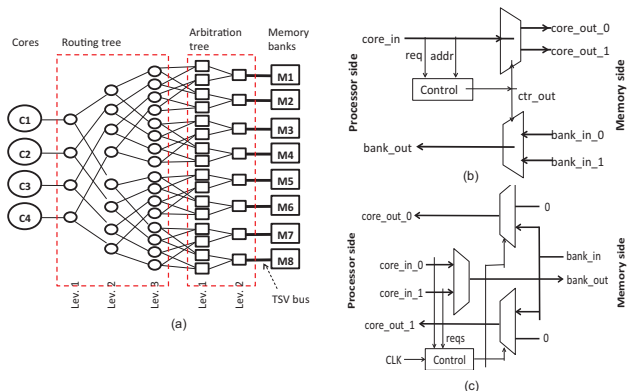 Cores
Routing tree
Arbitration
tree
Memory
banks
C1
C2
C3
C4
M1
M2
M3
M4
M5
M6
M7
M8
Lev. 1
Lev. 2
Lev. 3
Lev. 1
Lev. 2
TSV bus
(a)
Processor side
core_in
req
addr
Control
ctr_out
core_out_0
core_out_1
bank_out
bank_in_0
bank_in_1
Memory side
(b)
Processor side
core_out_0
0
core_in_0
core_in_1
bank_in
bank_out
core_out_1
0
reqs
CLK
Control
Memory side
(c)